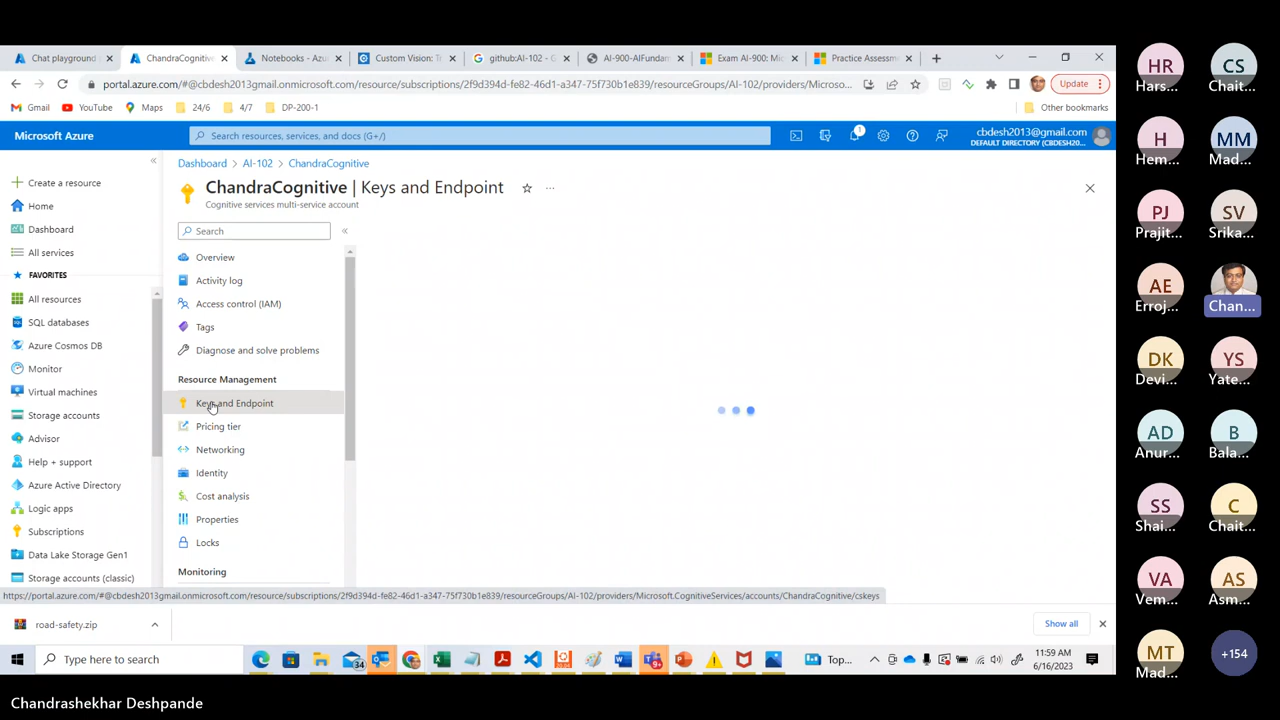 Chat playground
ChandraCognitive
Notebooks - Azu
Custom Vision: Tr
github:AI-102 - G
AI-900-AIFundam
Exam AI-900: Mic
Practice Assessm
portal.azure.com/#@cbdesh2013gmail.onmicrosoft.com/resource/subscriptions/2f9d394d-fe82-46d1-a347-75f730b1e839/resourceGroups/AI-102/providers/Microso...
Update
Gmail
YouTube
Maps
24/6
4/7
DP-200-1
Other bookmarks
Microsoft Azure
Search resources, services, and docs (G+/)
1
cbdesh2013@gmail.com
DEFAULT DIRECTORY (CBDESH20...
Create a resource
Home
Dashboard
All services
FAVORITES
All resources
SQL databases
Azure Cosmos DB
Monitor
Virtual machines
Storage accounts
Advisor
Help + support
Azure Active Directory
Logic apps
Subscriptions
Data Lake Storage Gen1
Storage accounts (classic)
Dashboard > AI-102 > ChandraCognitive
ChandraCognitive | Keys and Endpoint
Cognitive services multi-service account
Search
Overview
Activity log
Access control (IAM)
Tags
Diagnose and solve problems
Resource Management
Keys and Endpoint
Pricing tier
Networking
Identity
Cost analysis
Properties
Locks
Monitoring
https://portal.azure.com/#@cbdesh2013gmail.onmicrosoft.com/resource/subscriptions/2f9d394d-fe82-46d1-a347-75f730b1e839/resourceGroups/AI-102/providers/Microsoft.CognitiveServices/accounts/ChandraCognitive/cskeys
road-safety.zip
Show all
Type here to search
34
Top...
11:59 AM
6/16/2023
HR
Hars...
CS
Chait...
H
Hem...
MM
Mad...
PJ
Prajit...
SV
Srika...
AE
Erroj...
Chan...
DK
Devi...
YS
Yate...
AD
Anur...
B
Bala...
SS
Shai...
C
Chait...
VA
Vem...
AS
Asm...
MT
Mad...
+154
Chandrashekhar Deshpande